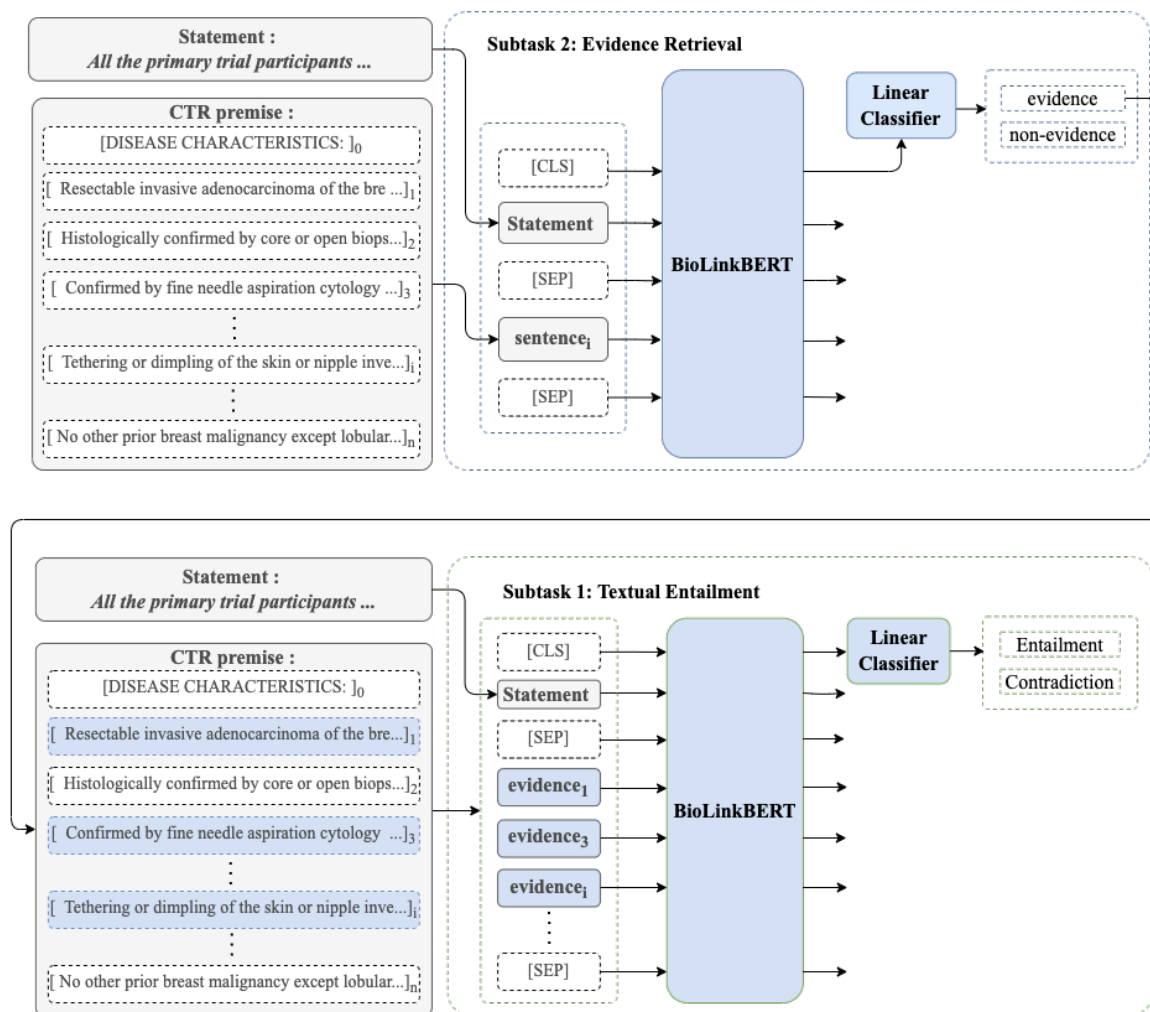 Statement :
All the primary trial participants ...
CTR premise :
[DISEASE CHARACTERISTICS: ]0
[ Resectable invasive adenocarcinoma of the bre ...]1
[ Histologically confirmed by core or open biops...]2
[ Confirmed by fine needle aspiration cytology ...]3
[ Tethering or dimpling of the skin or nipple inve...]i
[ No other prior breast malignancy except lobular...]n
Subtask 2: Evidence Retrieval
[CLS]
Statement
[SEP]
sentencei
[SEP]
BioLinkBERT
Linear
Classifier
evidence
non-evidence
Statement :
All the primary trial participants ...
CTR premise :
[DISEASE CHARACTERISTICS: ]0
[ Resectable invasive adenocarcinoma of the bre...]1
[ Histologically confirmed by core or open biops...]2
[ Confirmed by fine needle aspiration cytology ...]3
[ Tethering or dimpling of the skin or nipple inve...]i
[ No other prior breast malignancy except lobular...]n
Subtask 1: Textual Entailment
[CLS]
Statement
[SEP]
evidence1
evidence3
evidencei
[SEP]
BioLinkBERT
Linear
Classifier
Entailment
Contradiction